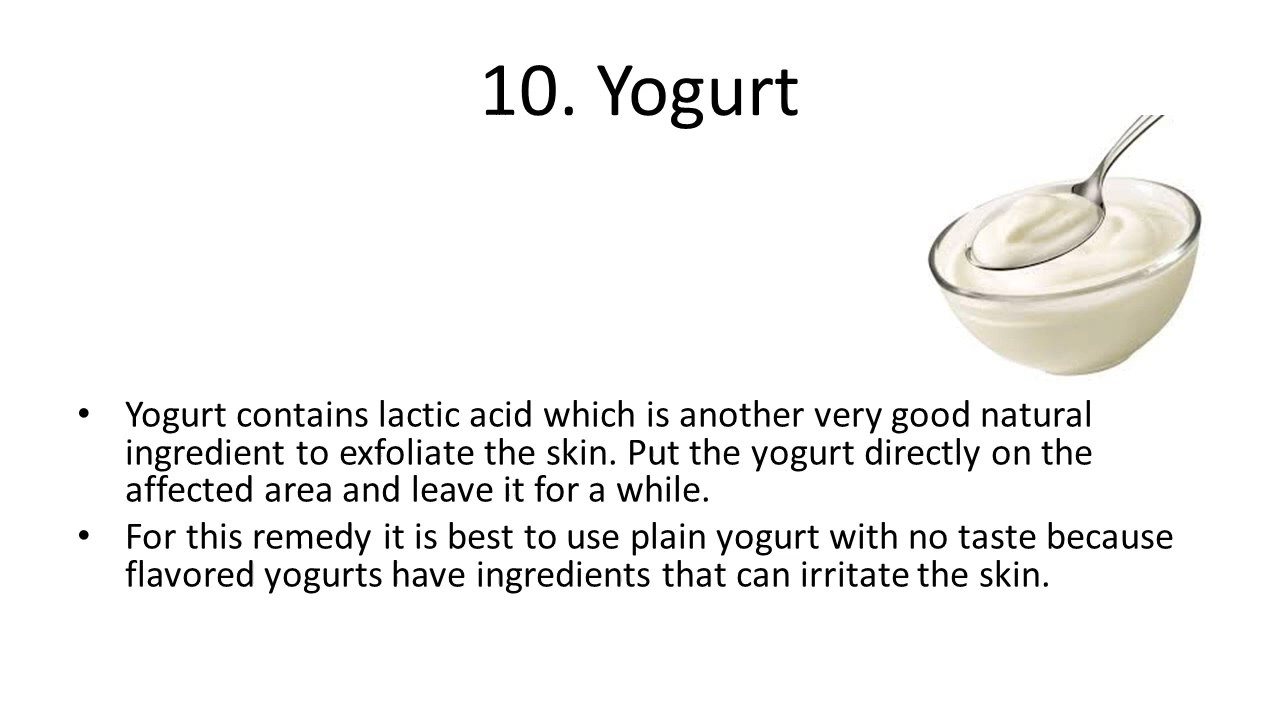 10. Yogurt
• Yogurt contains lactic acid which is another very good natural
ingredient to exfoliate the skin. Put the yogurt directly on the
affected area and leave it for a while.
• For this remedy it is best to use plain yogurt with no taste because
flavored yogurts have ingredients that can irritate the skin.